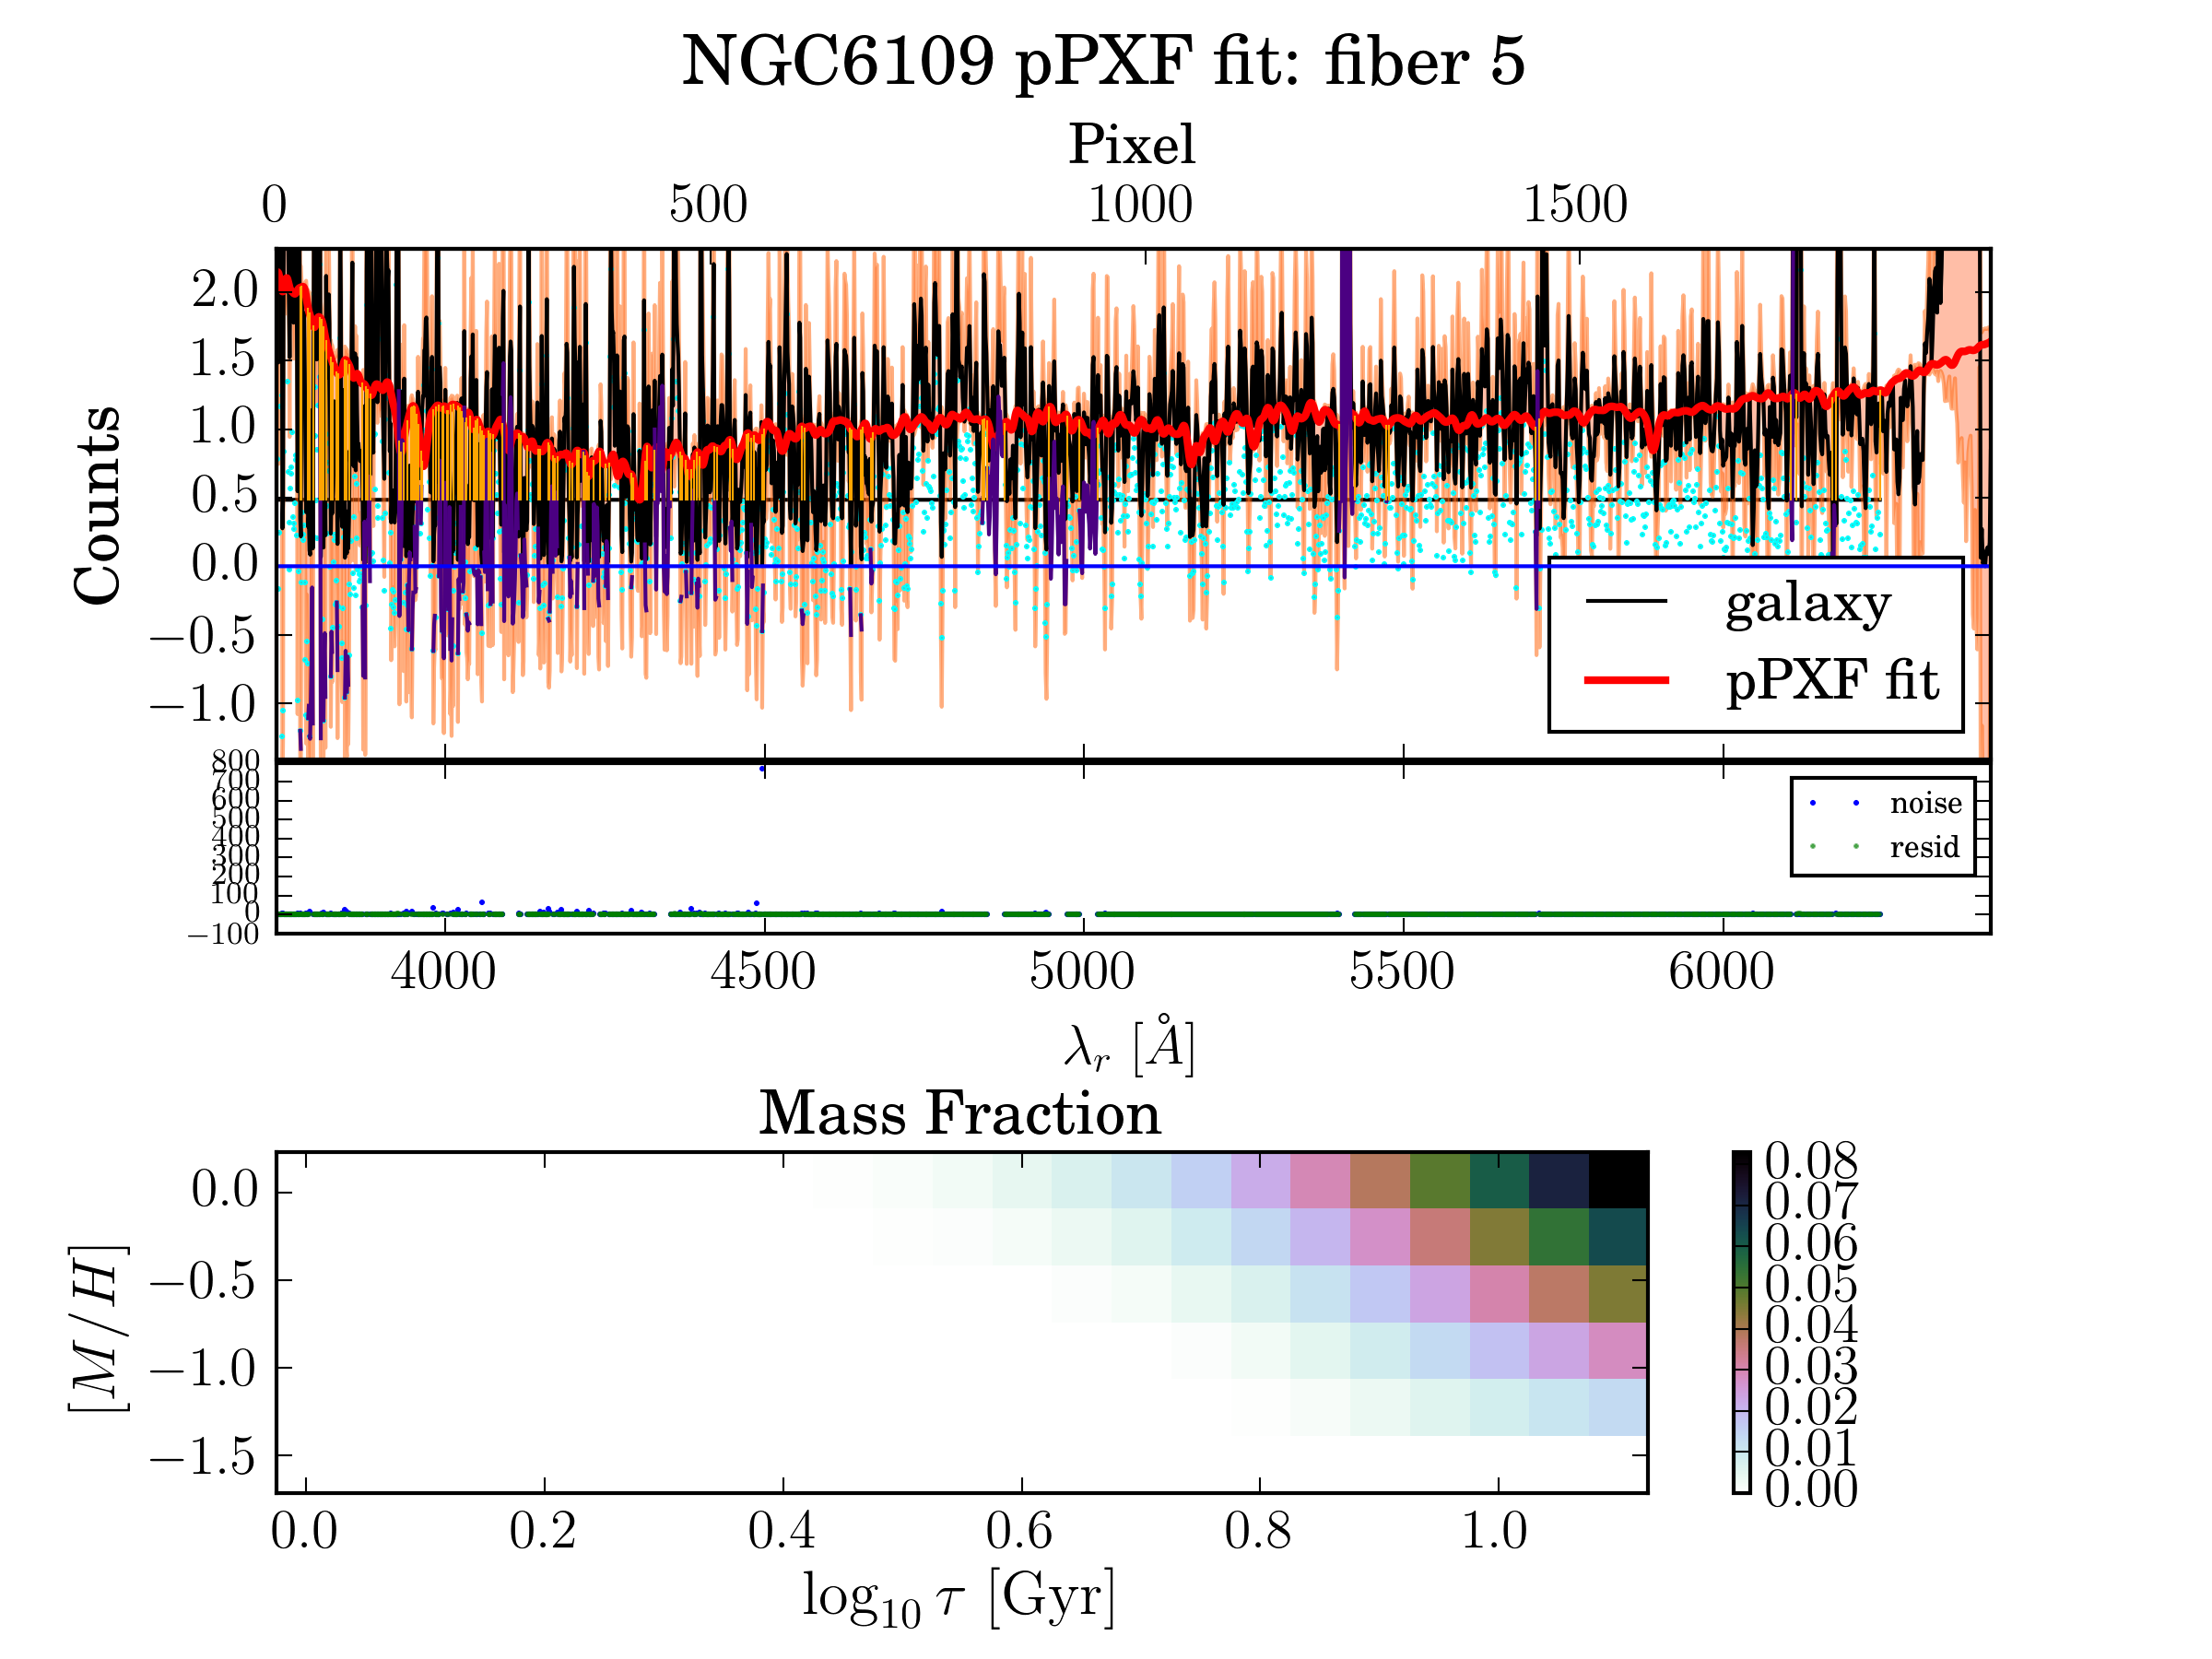 NGC6109 pPXF fit: fiber 5
Pixel
0 500 1000 1500
Counts
2.0
1.5
1.0
0.5
0.0
−0.5
−1.0
galaxy
pPXF fit
800
700
600
500
400
300
200
100
0
−100
noise
resid
4000 4500 5000 5500 6000
λr [Å]
Mass Fraction
[M/H]
0.0
−0.5
−1.0
−1.5
0.0 0.2 0.4 0.6 0.8 1.0
log10 τ [Gyr]
0.08
0.07
0.06
0.05
0.04
0.03
0.02
0.01
0.00